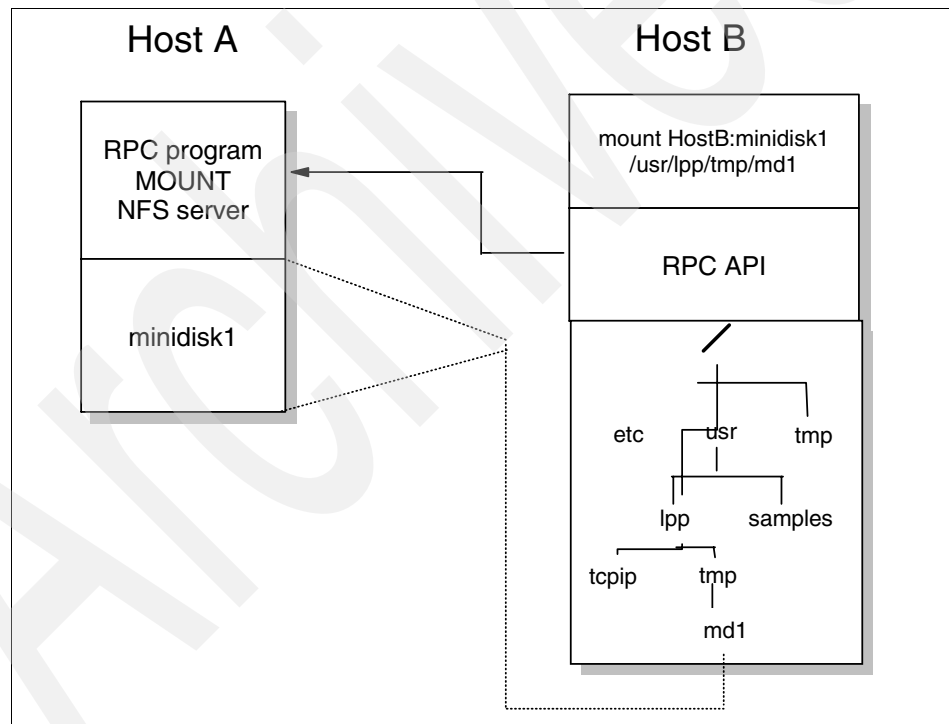 Host A
Host B
RPC program
MOUNT
NFS server
minidisk1
mount HostB:minidisk1
/usr/lpp/tmp/md1
RPC API
/
etc
usr
tmp
lpp
samples
tcpip
tmp
md1
Archive